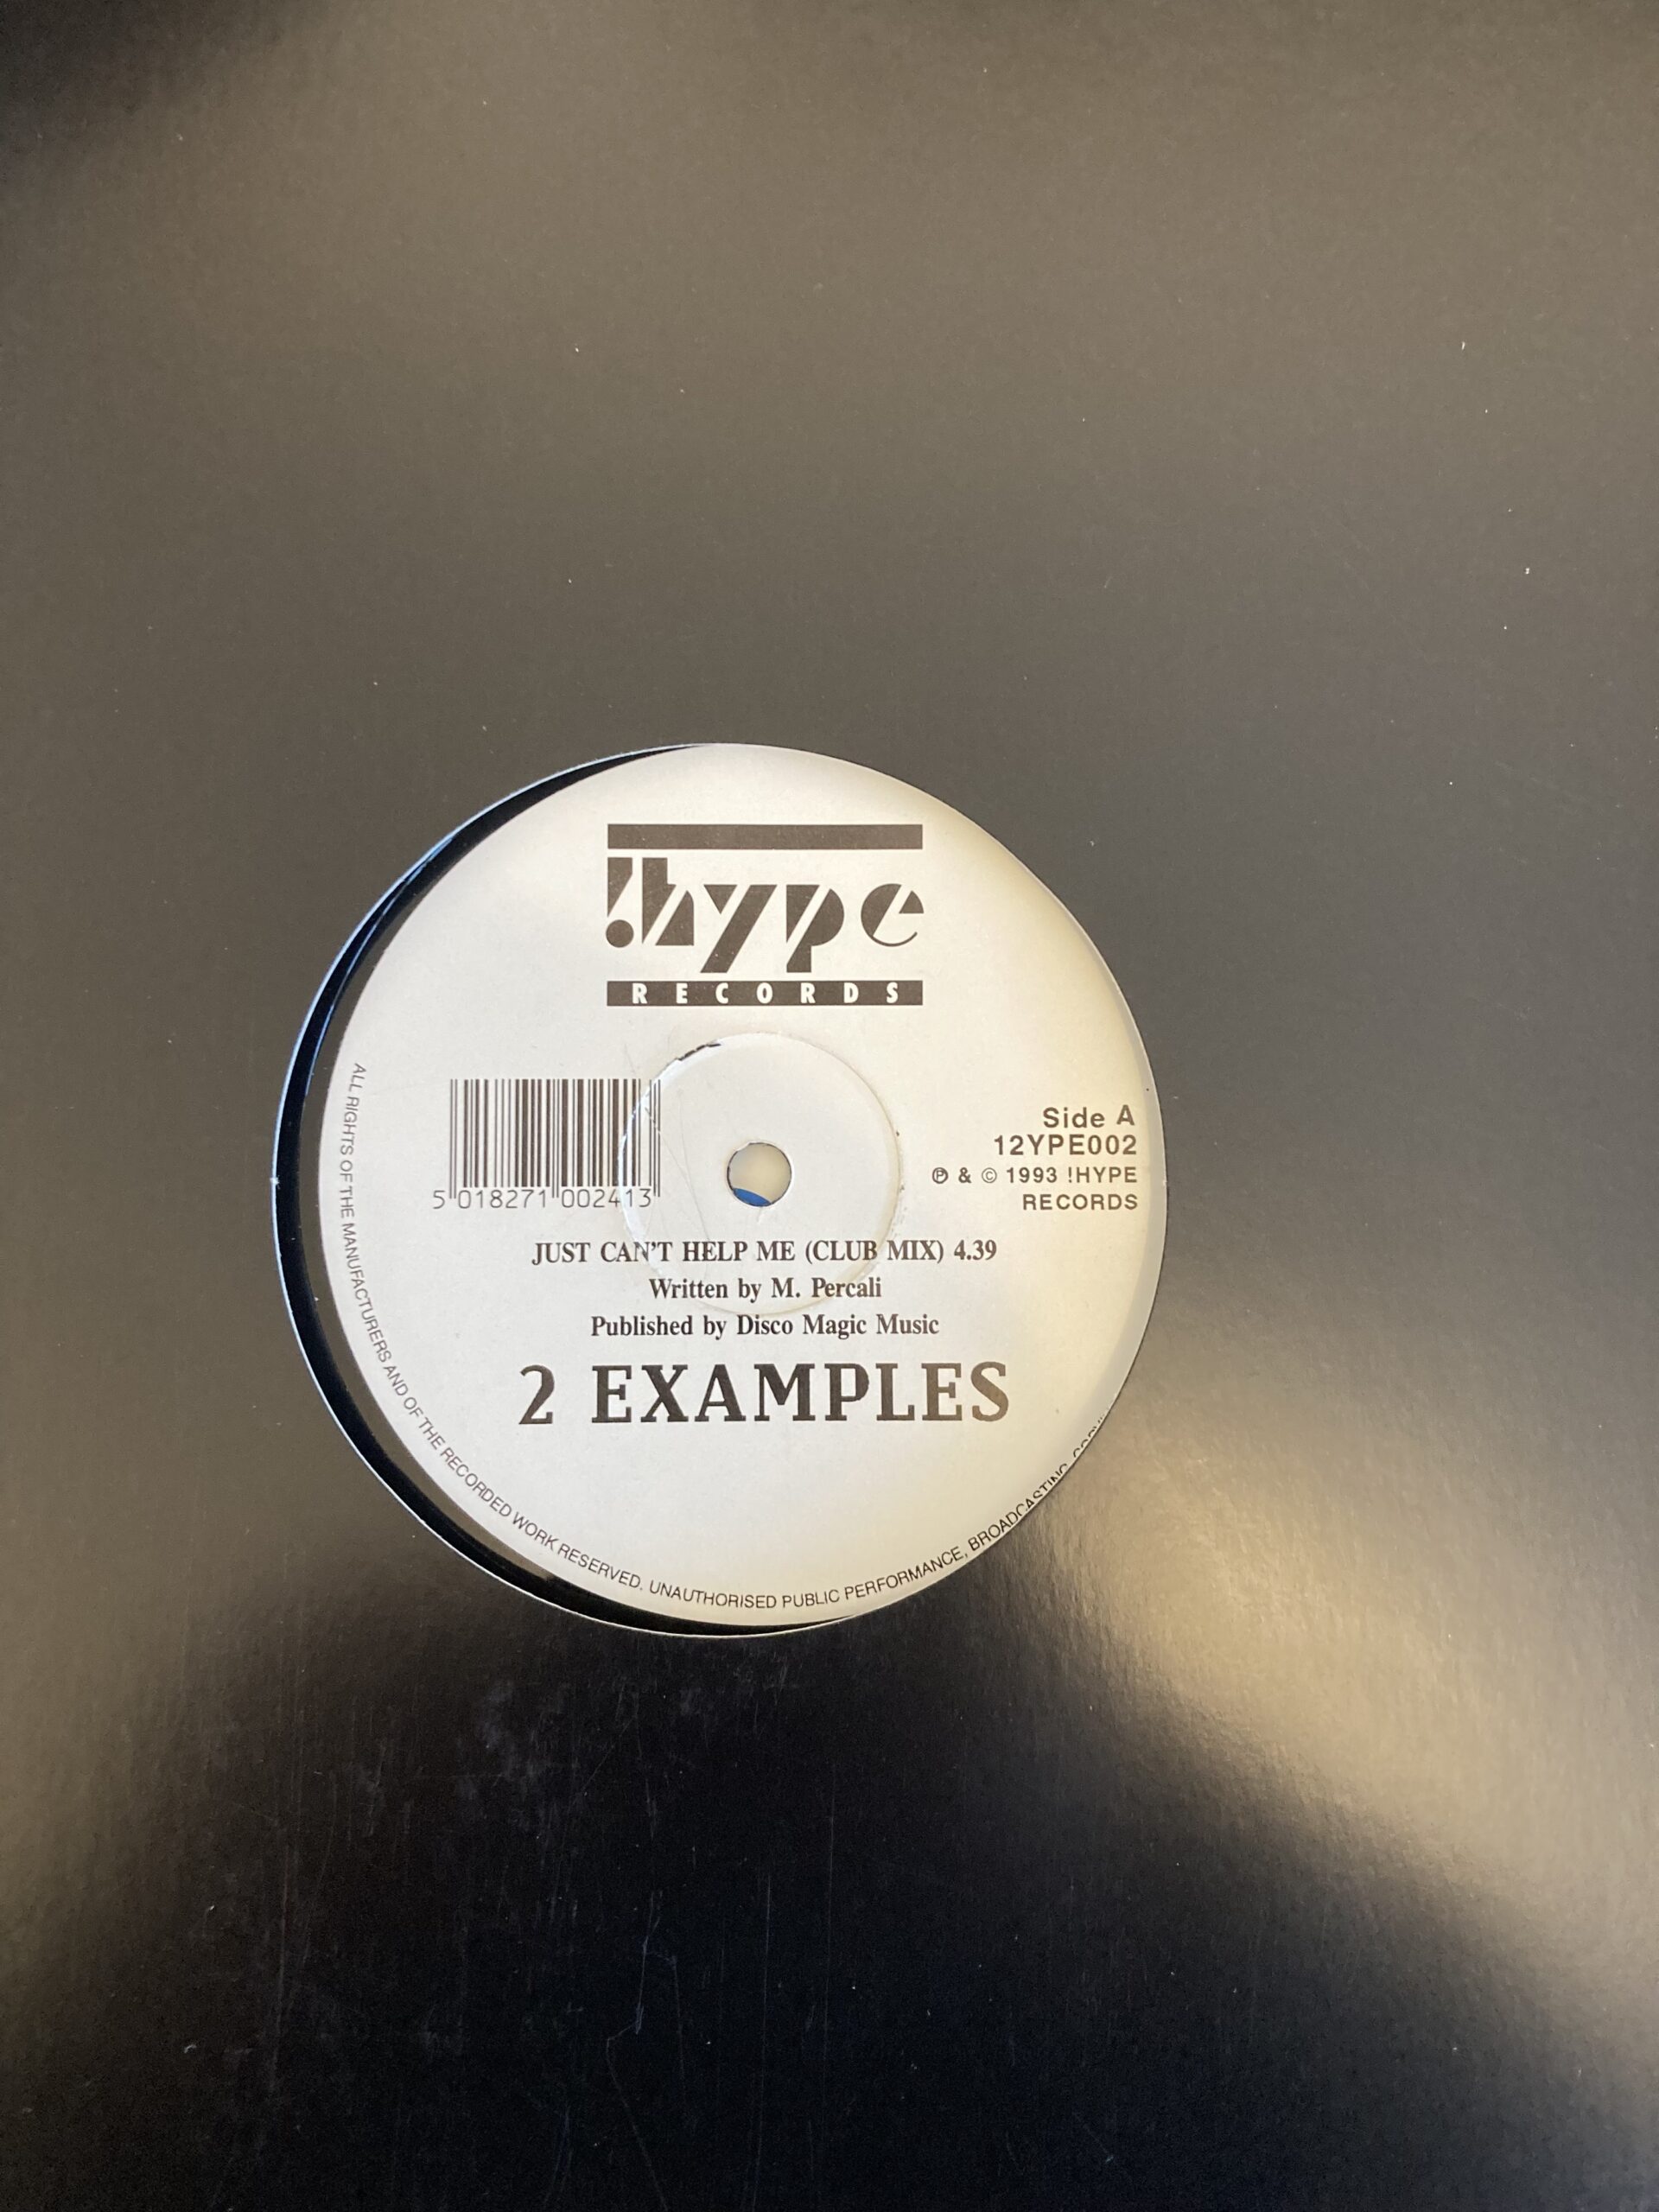 !hype
RECORDS
5 018271 002413
Side A
12YPE002
℗ & © 1993 !HYPE
RECORDS
JUST CAN'T HELP ME (CLUB MIX) 4.39
Written by M. Percali
Published by Disco Magic Music
2 EXAMPLES
ALL RIGHTS OF THE MANUFACTURERS AND OF THE RECORDED WORK RESERVED. UNAUTHORISED PUBLIC PERFORMANCE, BROADCASTING,